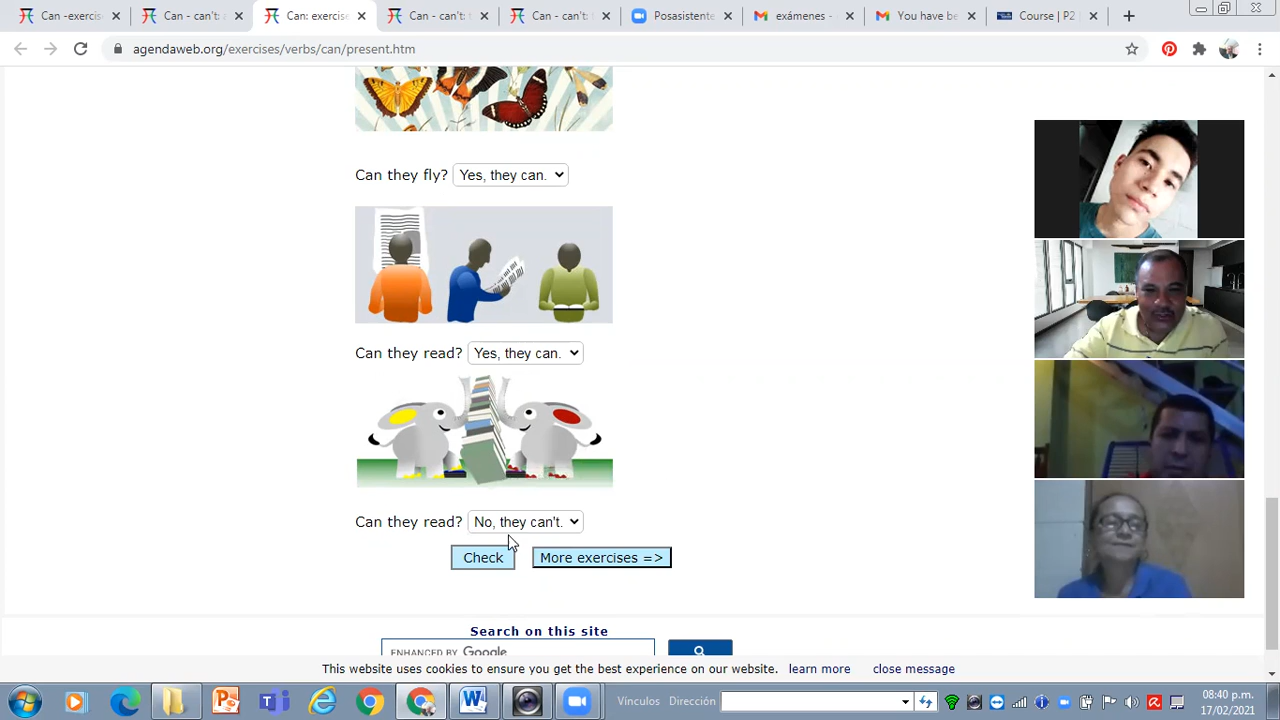 Can - exercis
Can - can't: a
Can: exercise
Can - can't: t
Can - can't: t
Posasistente
exámenes -
You have be
Course | P2
agendaweb.org/exercises/verbs/can/present.htm
Can they fly? Yes, they can.
Can they read? Yes, they can.
Can they read? No, they can't.
Check More exercises =>
Search on this site
ENHANCED BY Google
This website uses cookies to ensure you get the best experience on our website. learn more close message
Vínculos Dirección
08:40 p.m.
17/02/2021